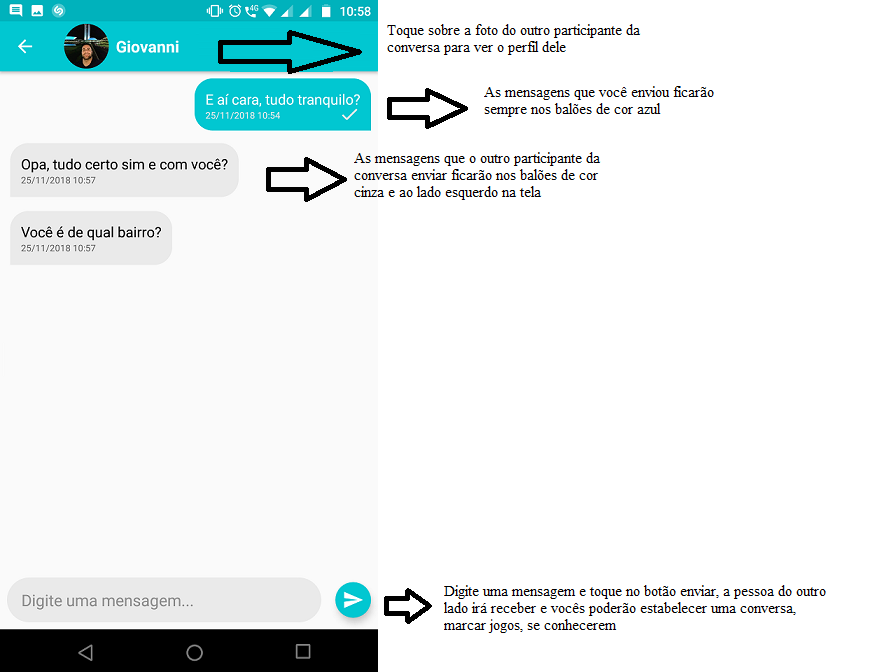 10:58
Giovanni
Toque sobre a foto do outro participante da
conversa para ver o perfil dele
E aí cara, tudo tranquilo?
25/11/2018 10:54
As mensagens que você enviou ficarão
sempre nos balões de cor azul
Opa, tudo certo sim e com você?
25/11/2018 10:57
As mensagens que o outro participante da
conversa enviar ficarão nos balões de cor
cinza e ao lado esquerdo na tela
Você é de qual bairro?
25/11/2018 10:57
Digite uma mensagem...
Digite uma mensagem e toque no botão enviar, a pessoa do outro
lado irá receber e vocês poderão estabelecer uma conversa,
marcar jogos, se conhecerem